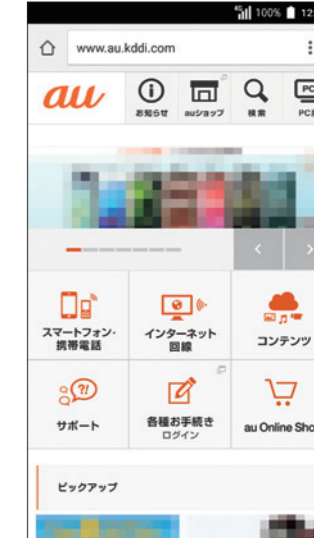 4G 100% 12:
www.au.kddi.com
au
お知らせ auショップ 検索 PC
スマートフォン・
携帯電話
インターネット
回線
コンテンツ
サポート
各種お手続き
ログイン
au Online Sho
ピックアップ